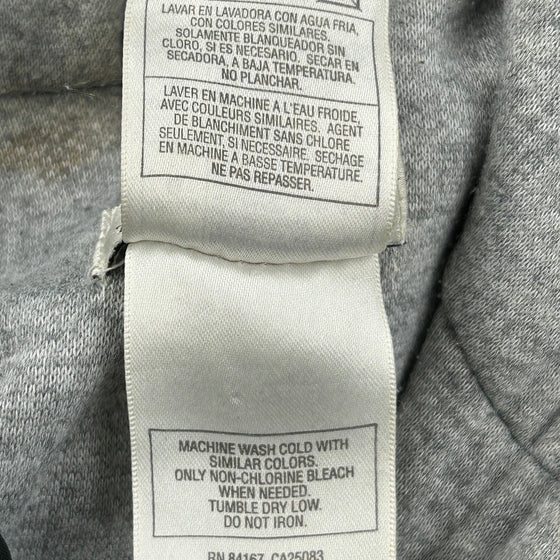 LAVAR EN LAVADORA CON AGUA FRIA,
CON COLORES SIMILARES.
SOLAMENTE BLANQUEADOR SIN
CLORO, SI ES NECESARIO. SECAR EN
SECADORA, A BAJA TEMPERATURA.
NO PLANCHAR.
LAVER EN MACHINE A L'EAU FROIDE,
AVEC COULEURS SIMILAIRES. AGENT
DE BLANCHIMENT SANS CHLORE
SEULEMENT, SI NECESSAIRE. SECHAGE
EN MACHINE A BASSE TEMPERATURE.
NE PAS REPASSER.
MACHINE WASH COLD WITH
SIMILAR COLORS.
ONLY NON-CHLORINE BLEACH
WHEN NEEDED.
TUMBLE DRY LOW.
DO NOT IRON.
RN 84167 CA25083